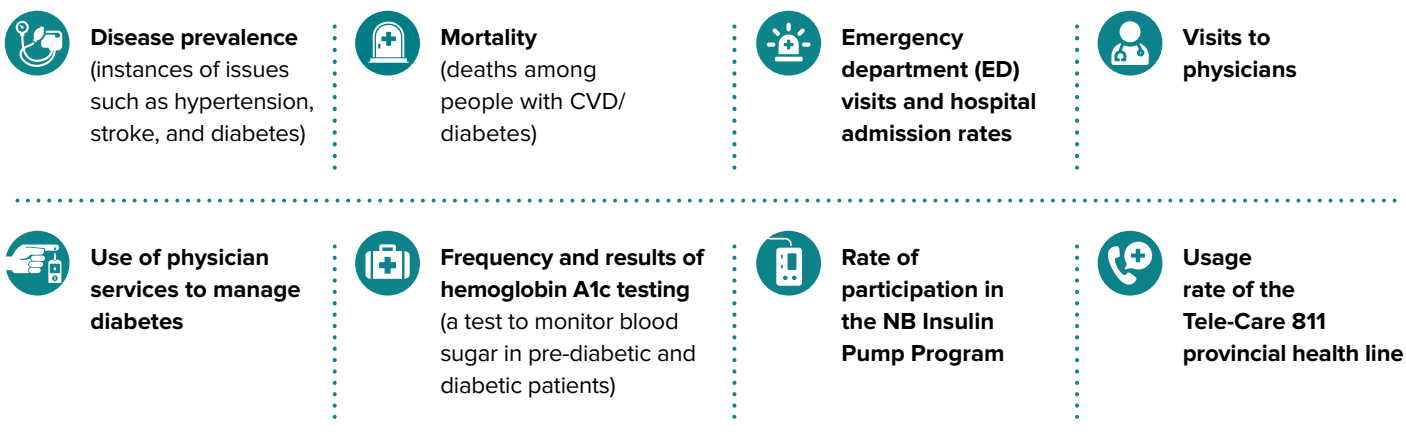 Disease prevalence
(instances of issues
such as hypertension,
stroke, and diabetes)
Mortality
(deaths among
people with CVD/
diabetes)
Emergency
department (ED)
visits and hospital
admission rates
Visits to
physicians
Use of physician
services to manage
diabetes
Frequency and results of
hemoglobin A1c testing
(a test to monitor blood
sugar in pre-diabetic and
diabetic patients)
Rate of
participation in
the NB Insulin
Pump Program
Usage
rate of the
Tele-Care 811
provincial health line